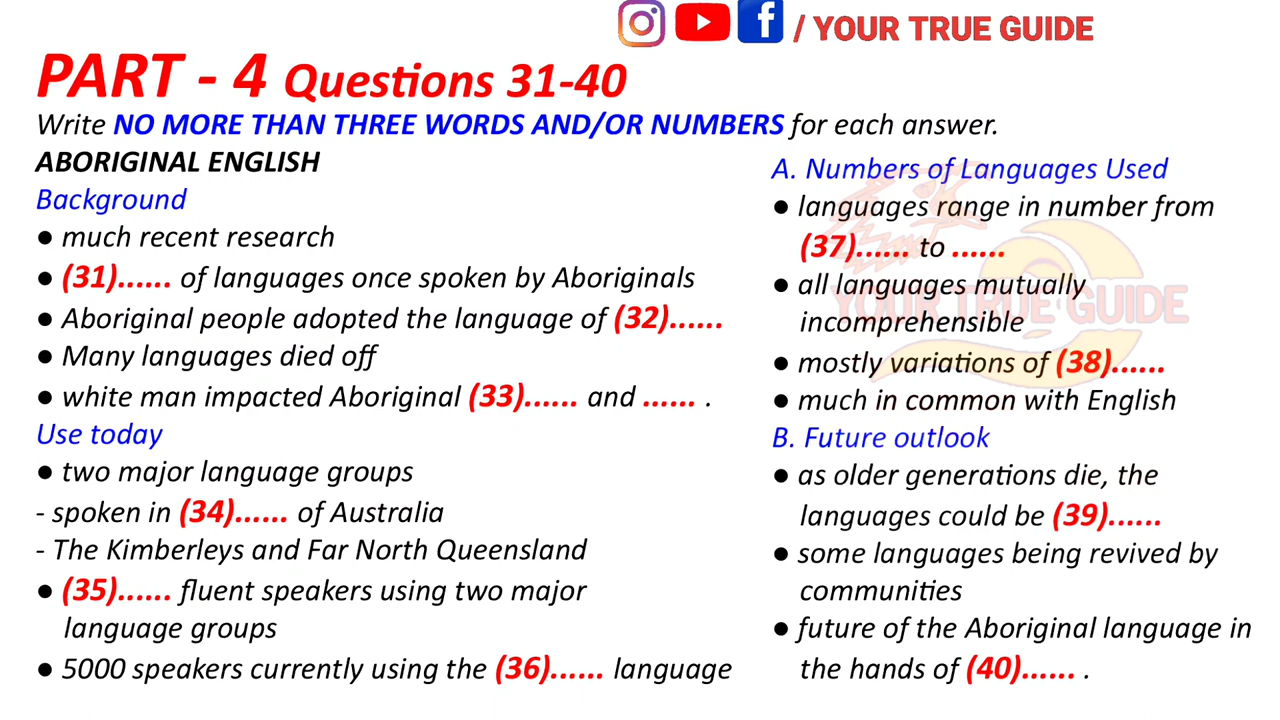 / YOUR TRUE GUIDE
PART - 4 Questions 31-40
Write NO MORE THAN THREE WORDS AND/OR NUMBERS for each answer.
ABORIGINAL ENGLISH
Background
● much recent research
● (31)...... of languages once spoken by Aboriginals
● Aboriginal people adopted the language of (32)......
● Many languages died off
● white man impacted Aboriginal (33)...... and ...... .
Use today
● two major language groups
- spoken in (34)...... of Australia
- The Kimberleys and Far North Queensland
● (35)...... fluent speakers using two major
language groups
● 5000 speakers currently using the (36)...... language
A. Numbers of Languages Used
● languages range in number from
(37)...... to ......
● all languages mutually
incomprehensible
● mostly variations of (38)......
● much in common with English
B. Future outlook
● as older generations die, the
languages could be (39)......
● some languages being revived by
communities
● future of the Aboriginal language in
the hands of (40)...... .
YOUR TRUE GUIDE